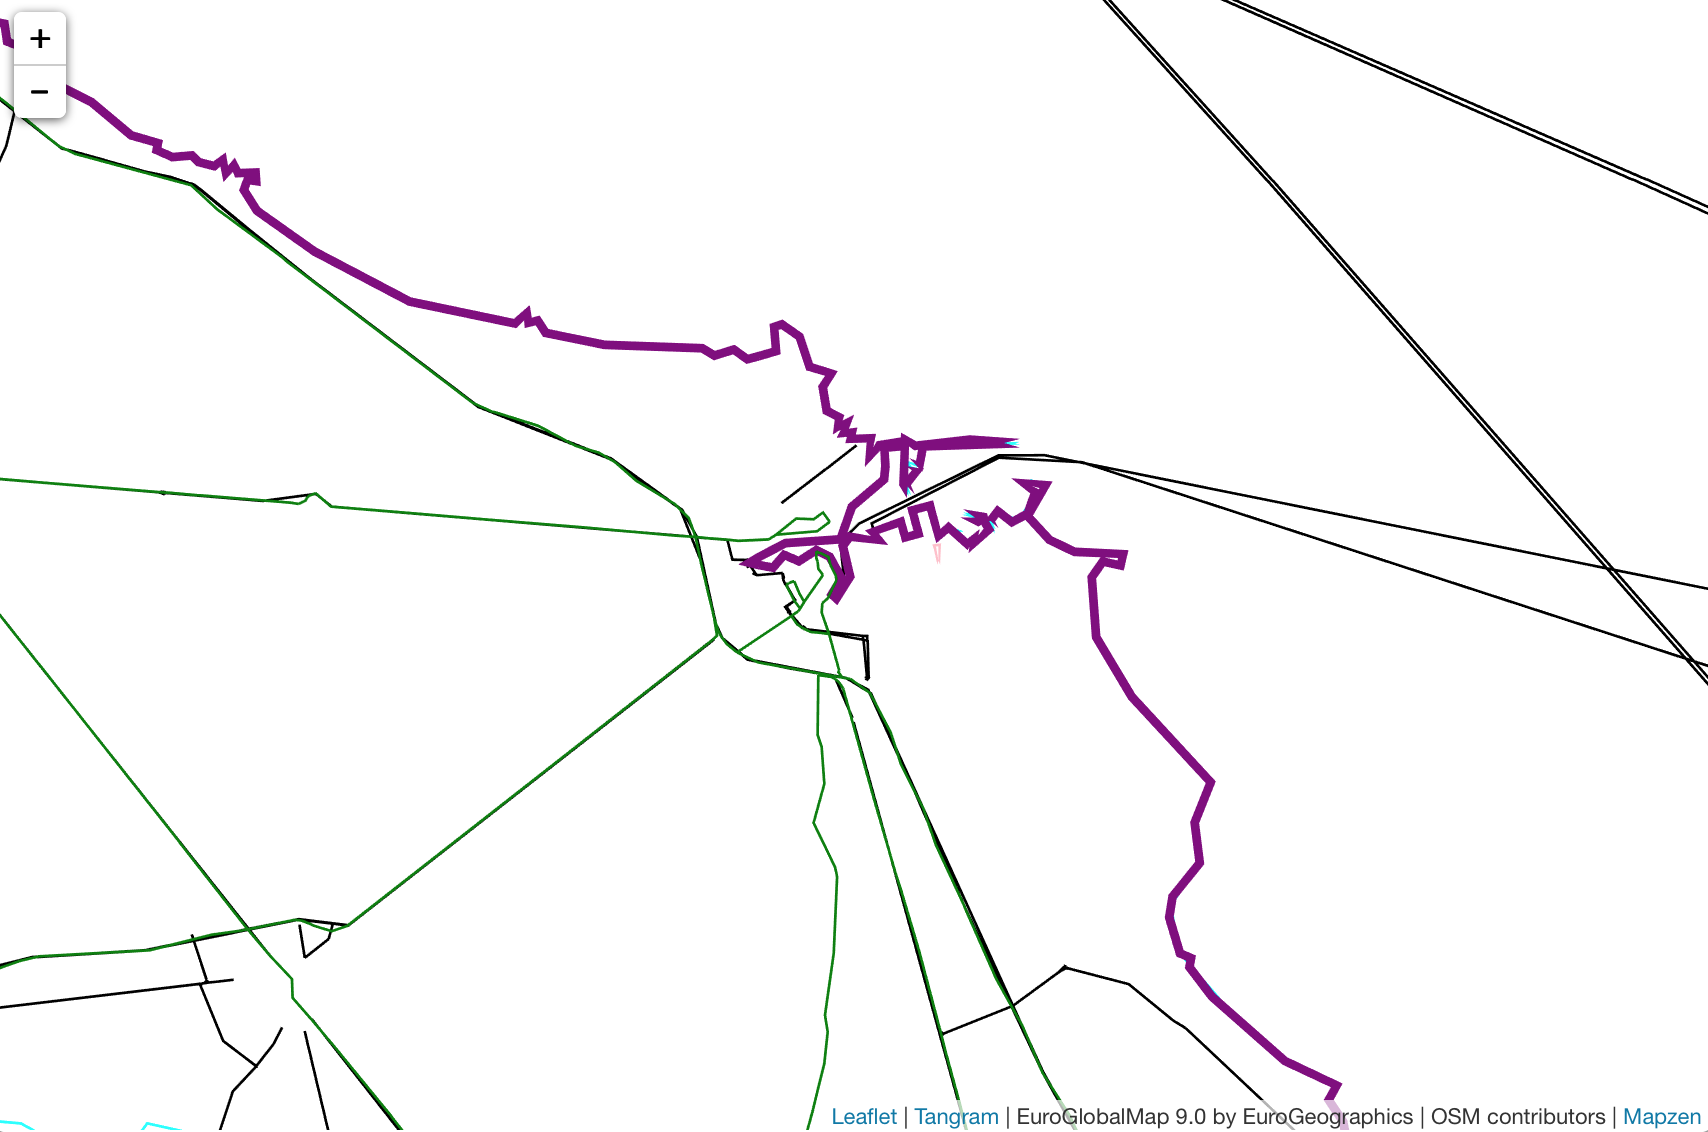 +
−
Leaflet | Tangram | EuroGlobalMap 9.0 by EuroGeographics | OSM contributors | Mapzen